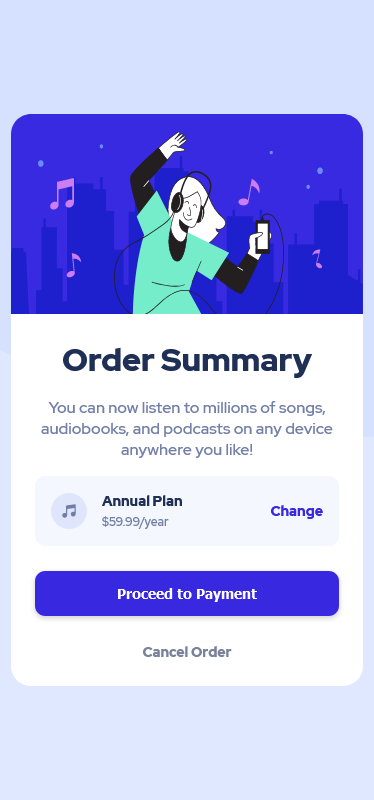 Order Summary
You can now listen to millions of songs,
audiobooks, and podcasts on any device
anywhere you like!
Annual Plan
$59.99/year
Change
Proceed to Payment
Cancel Order